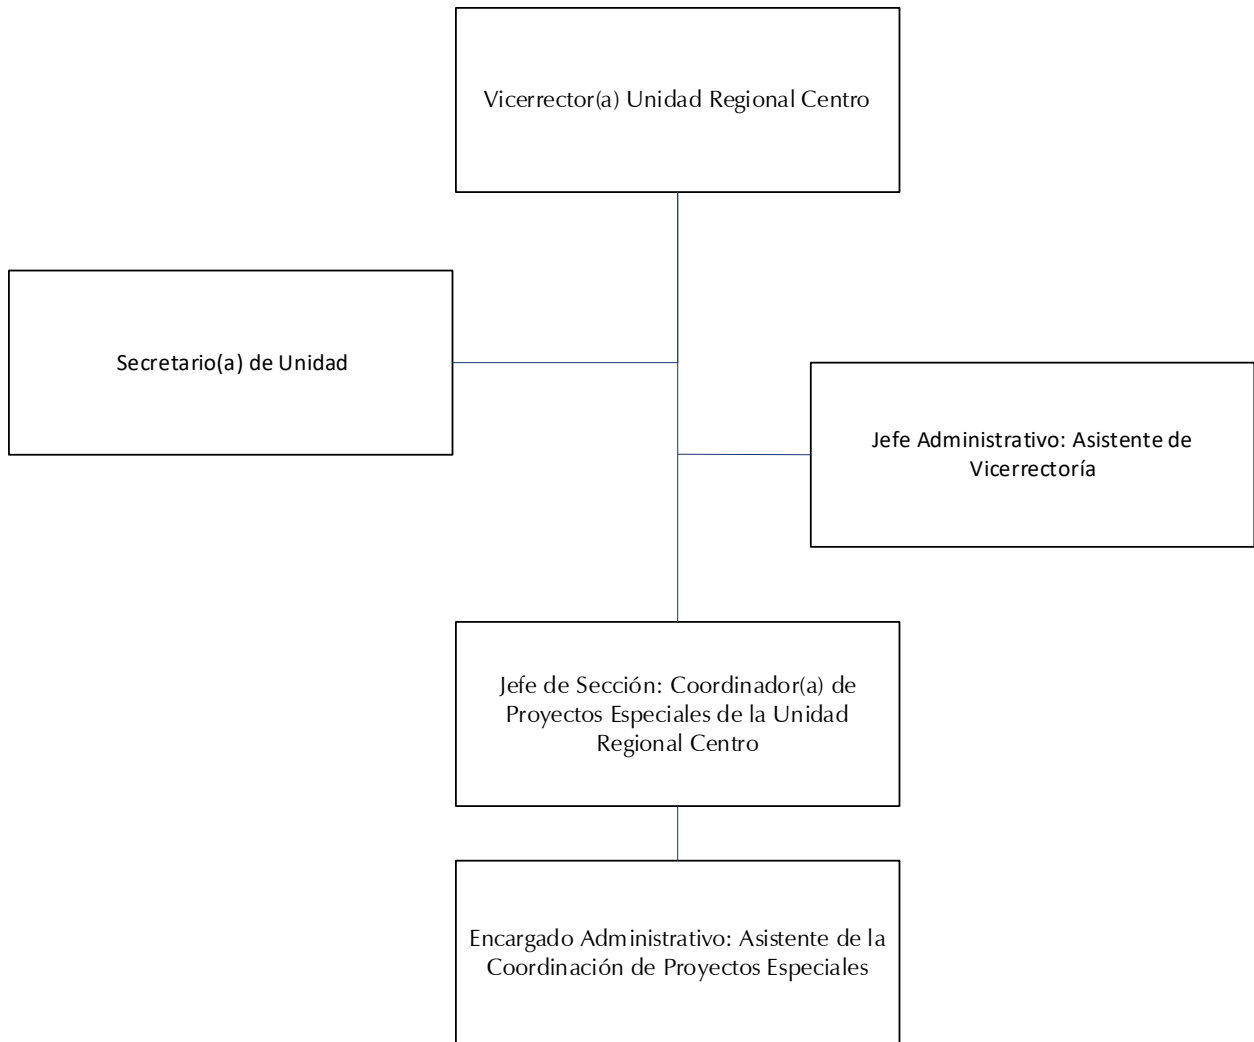 Vicerrector(a) Unidad Regional Centro
Secretario(a) de Unidad
Jefe Administrativo: Asistente de
Vicerrectoría
Jefe de Sección: Coordinador(a) de
Proyectos Especiales de la Unidad
Regional Centro
Encargado Administrativo: Asistente de la
Coordinación de Proyectos Especiales